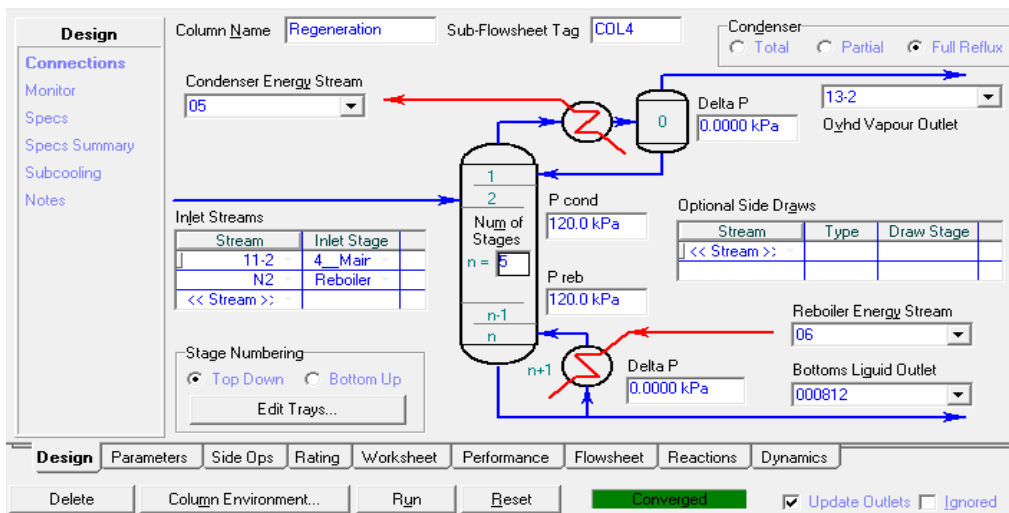 Design
Connections
Monitor
Specs
Specs Summary
Subcooling
Notes
Column Name Regeneration Sub-Flowsheet Tag COL4
Condenser
Total Partial Full Reflux
Condenser Energy Stream
05
Delta P
0.0000 kPa
13-2
Ovhd Vapour Outlet
0
1
2
Num of
Stages
n = 5
n-1
n
n+1
Inlet Streams
Stream Inlet Stage
11-2 4__Main
N2 Reboiler
<< Stream >>
P cond
120.0 kPa
P reb
120.0 kPa
Optional Side Draws
Stream Type Draw Stage
<< Stream >>
Stage Numbering
Top Down Bottom Up
Edit Trays...
Delta P
0.0000 kPa
Reboiler Energy Stream
06
Bottoms Liquid Outlet
000812
Design Parameters Side Ops Rating Worksheet Performance Flowsheet Reactions Dynamics
Delete Column Environment... Run Reset Converged Update Outlets Ignored